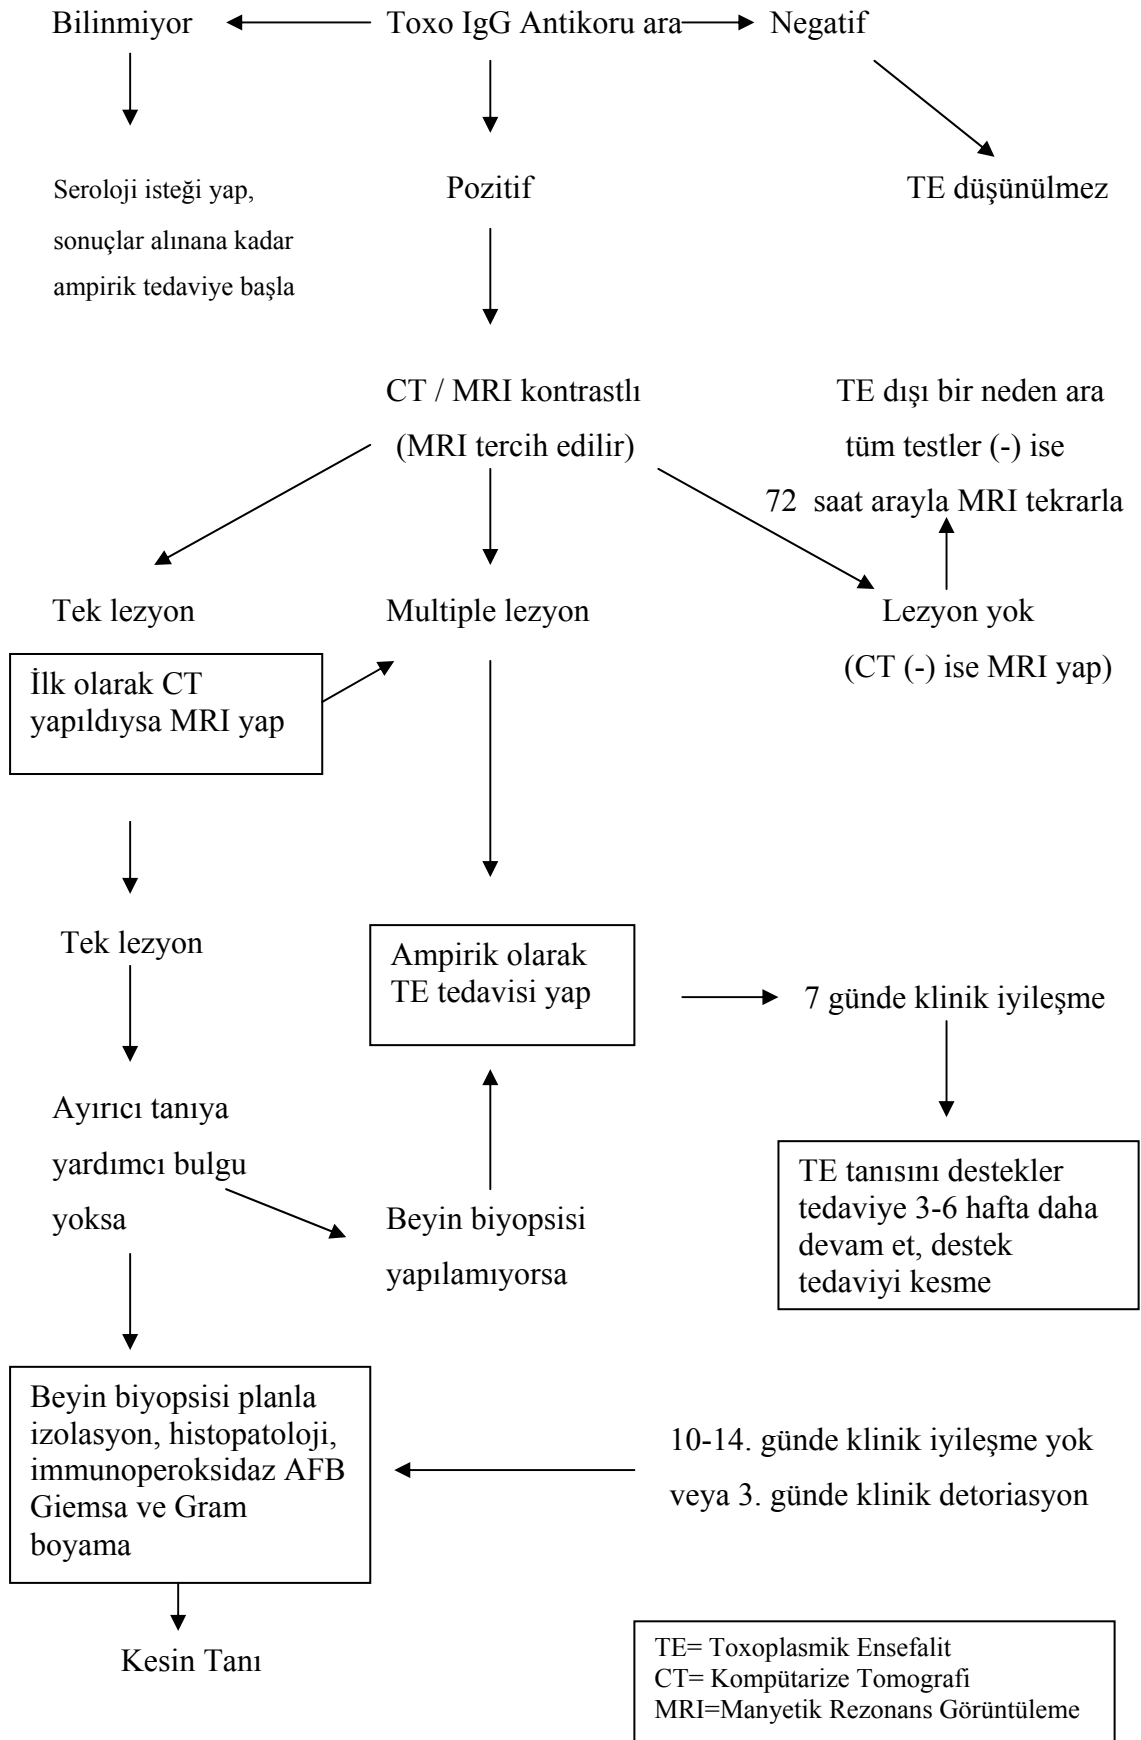 Bilinmiyor
Toxo IgG Antikoru ara
Negatif
Seroloji isteği yap,
sonuçlar alınana kadar
ampirik tedaviye başla
Pozitif
TE düşünülmez
CT / MRI kontrastlı
(MRI tercih edilir)
TE dışı bir neden ara
tüm testler (-) ise
72 saat arayla MRI tekrarla
Tek lezyon
Multiple lezyon
Lezyon yok
(CT (-) ise MRI yap)
İlk olarak CT
yapıldıysa MRI yap
Tek lezyon
Ampirik olarak
TE tedavisi yap
7 günde klinik iyileşme
Ayırıcı tanıya
yardımcı bulgu
yoksa
Beyin biyopsisi
yapılamıyorsa
TE tanısını destekler
tedaviye 3-6 hafta daha
devam et, destek
tedaviyi kesme
Beyin biyopsisi planla
izolasyon, histopatoloji,
immunoperoksidaz AFB
Giemsa ve Gram
boyama
10-14. günde klinik iyileşme yok
veya 3. günde klinik detoriasyon
Kesin Tanı
TE= Toxoplasmik Ensefalit
CT= Kompütarize Tomografi
MRI=Manyetik Rezonans Görüntüleme